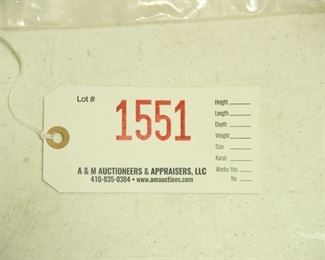 Lot #
1551
Height
Length
Depth
Weight
Size
Karat
Works: Yes
No
A & M AUCTIONEERS & APPRAISERS, LLC
410-835-0384 • www.amauctions.com